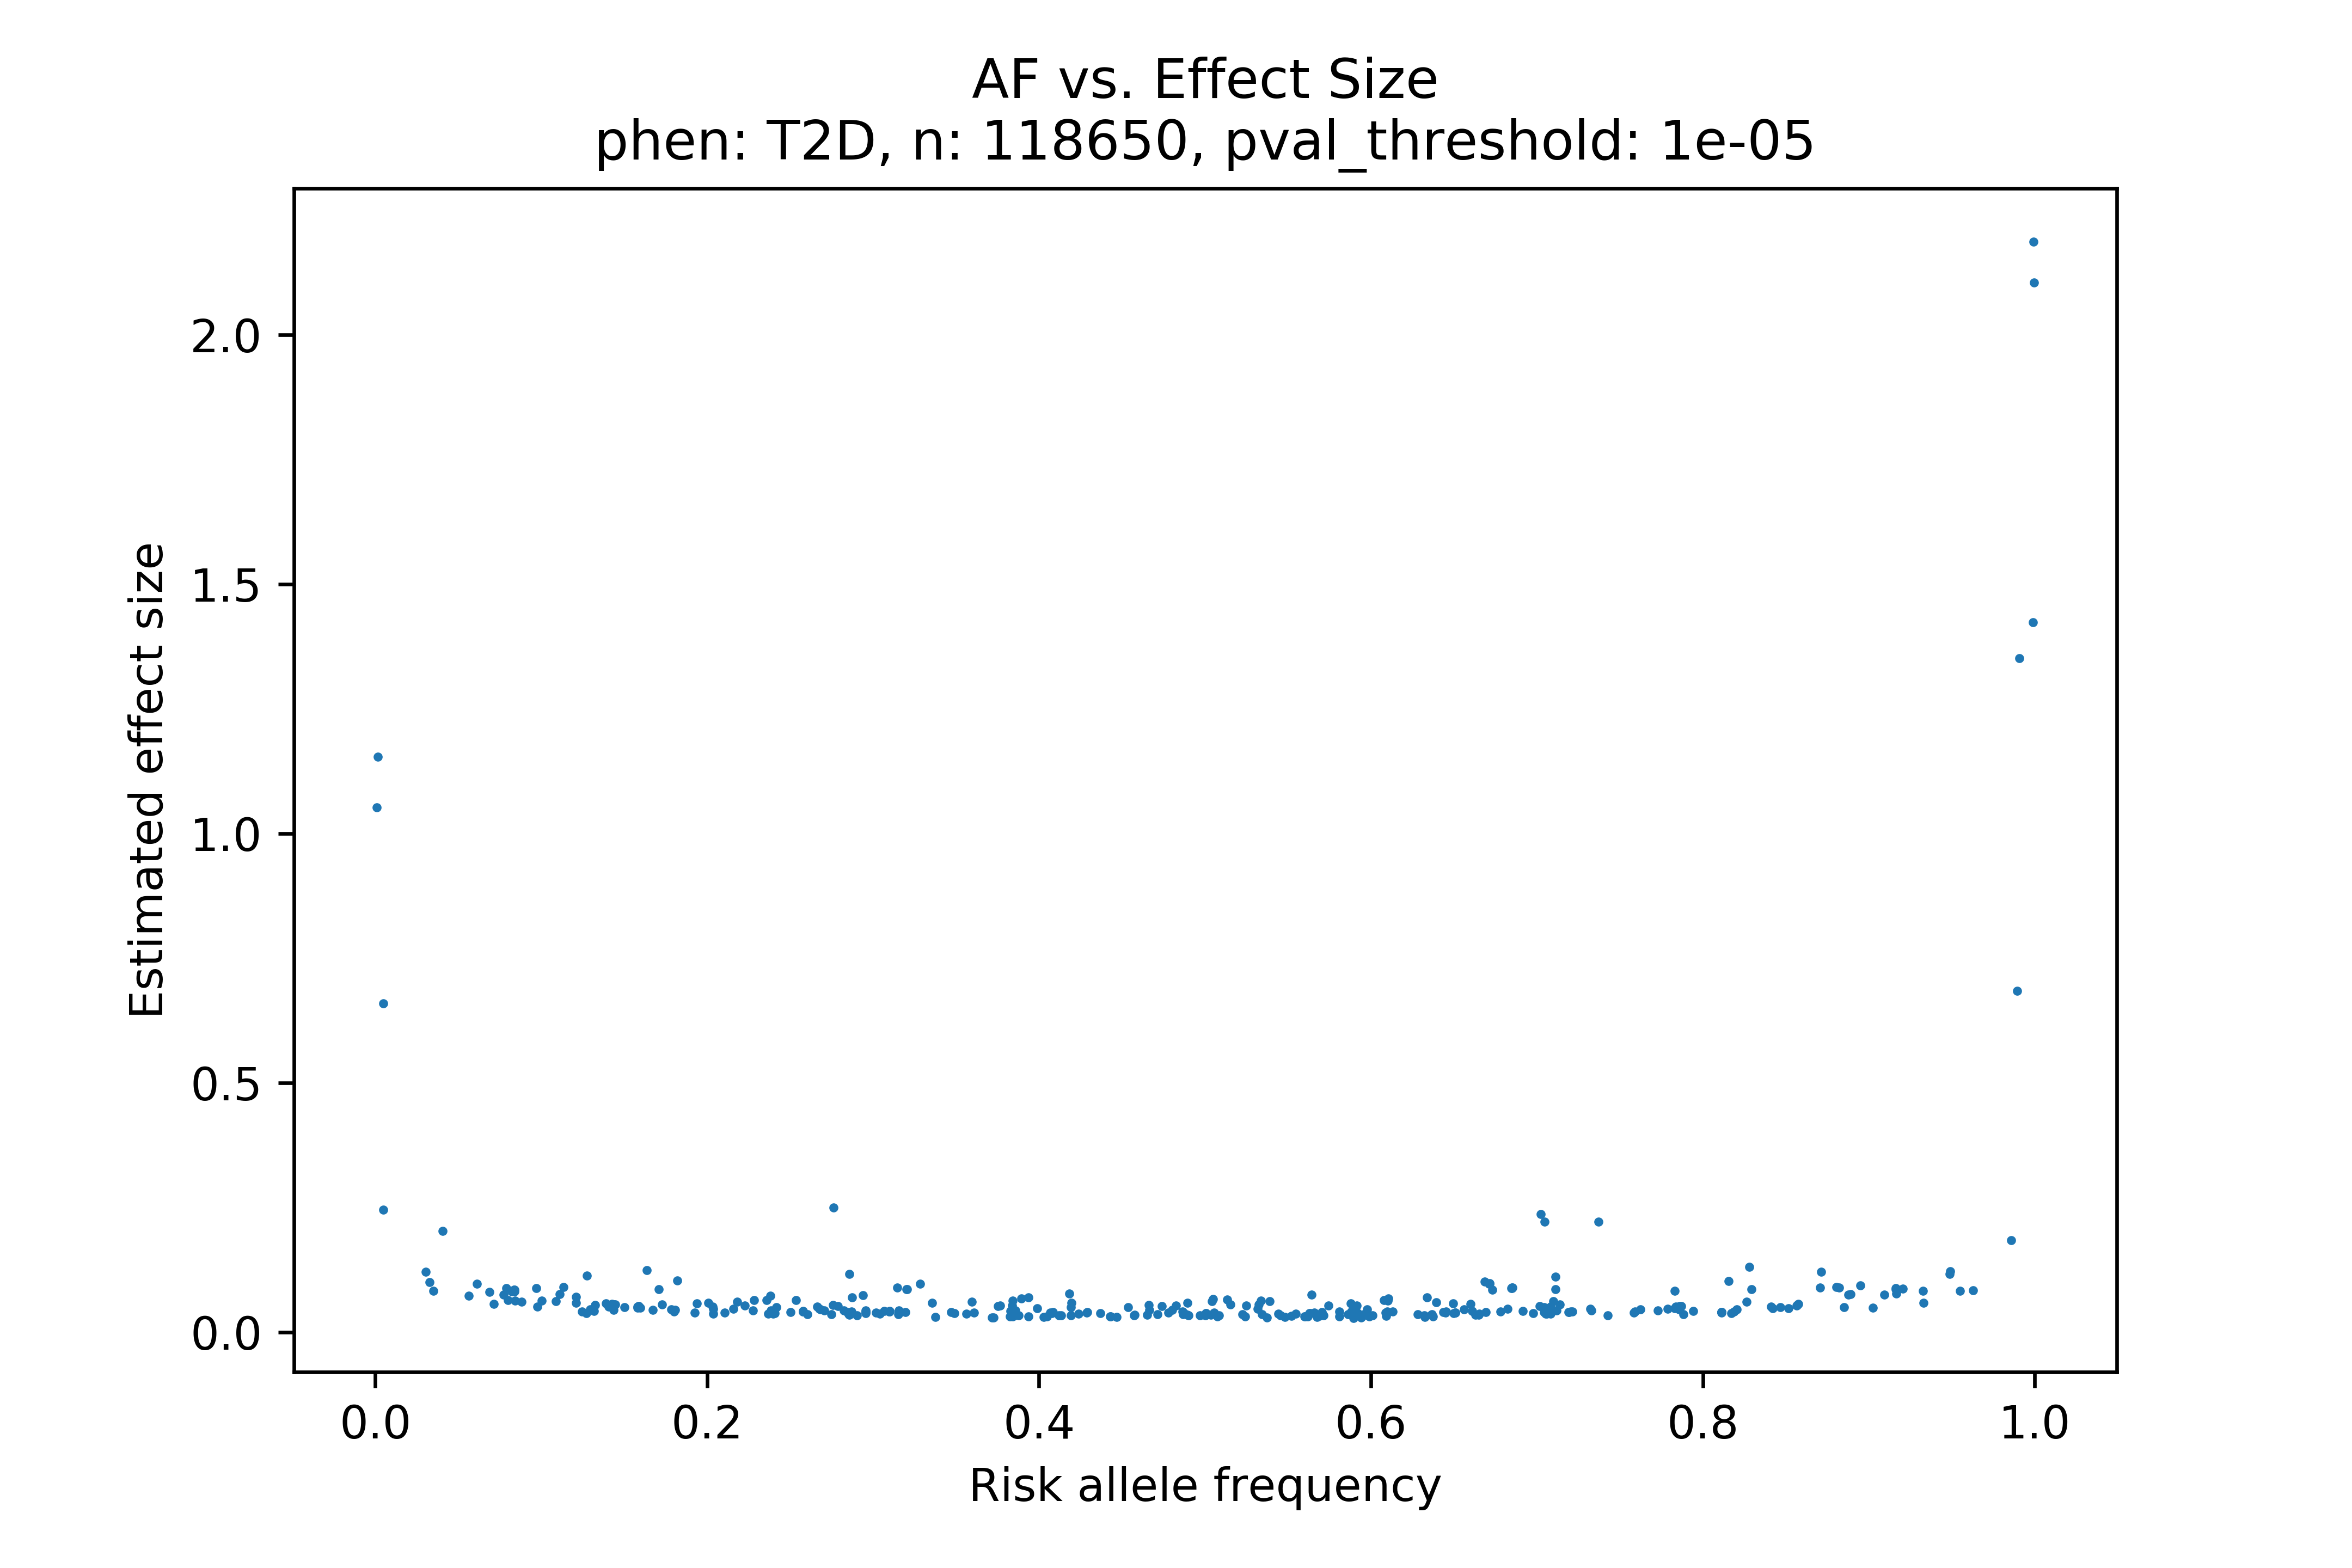 AF vs. Effect Size
phen: T2D, n: 118650, pval_threshold: 1e-05
Estimated effect size
2.0
1.5
1.0
0.5
0.0
0.0 0.2 0.4 0.6 0.8 1.0
Risk allele frequency